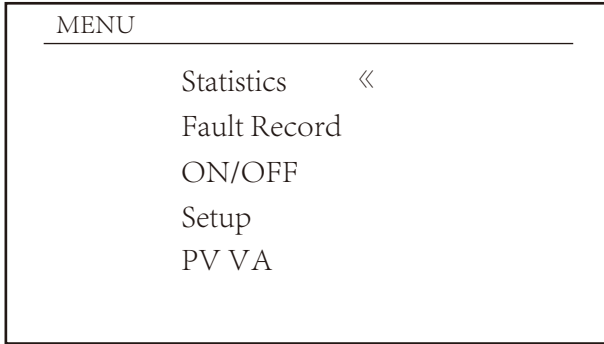 MENU
Statistics «
Fault Record
ON/OFF
Setup
PV VA